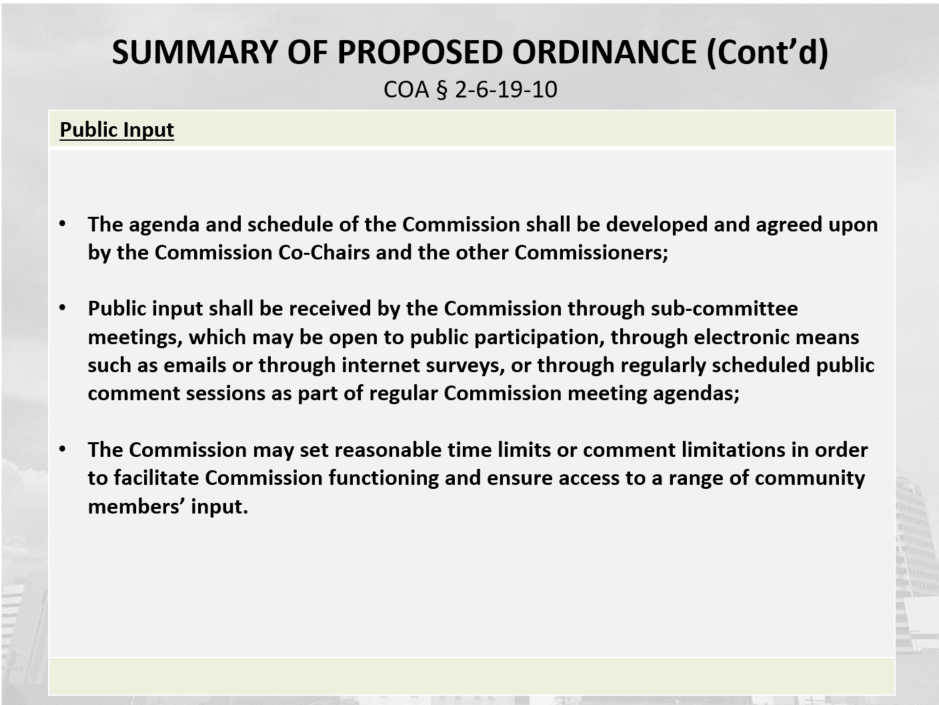 SUMMARY OF PROPOSED ORDINANCE (Cont’d)
COA § 2-6-19-10
Public Input
• The agenda and schedule of the Commission shall be developed and agreed upon
by the Commission Co-Chairs and the other Commissioners;
• Public input shall be received by the Commission through sub-committee
meetings, which may be open to public participation, through electronic means
such as emails or through internet surveys, or through regularly scheduled public
comment sessions as part of regular Commission meeting agendas;
• The Commission may set reasonable time limits or comment limitations in order
to facilitate Commission functioning and ensure access to a range of community
members’ input.